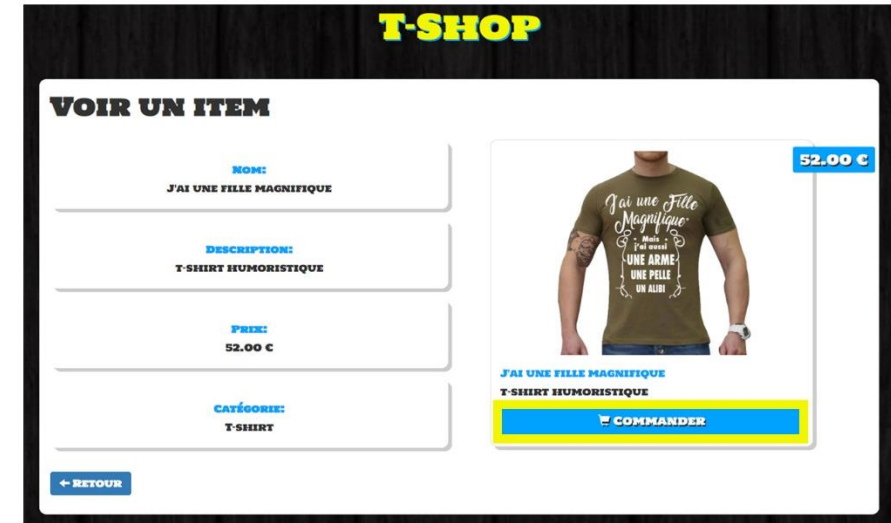 T-Shop
Voir un item
Nom:
J'ai une fille magnifique
Description:
T-shirt humoristique
Prix:
52.00 €
Catégorie:
T-shirt
← Retour
52.00 €
J'ai une Fille
Magnifique
Mais
j'ai aussi
UNE ARME
UNE PELLE
UN ALIBI
J'ai une fille magnifique
T-shirt humoristique
Commander